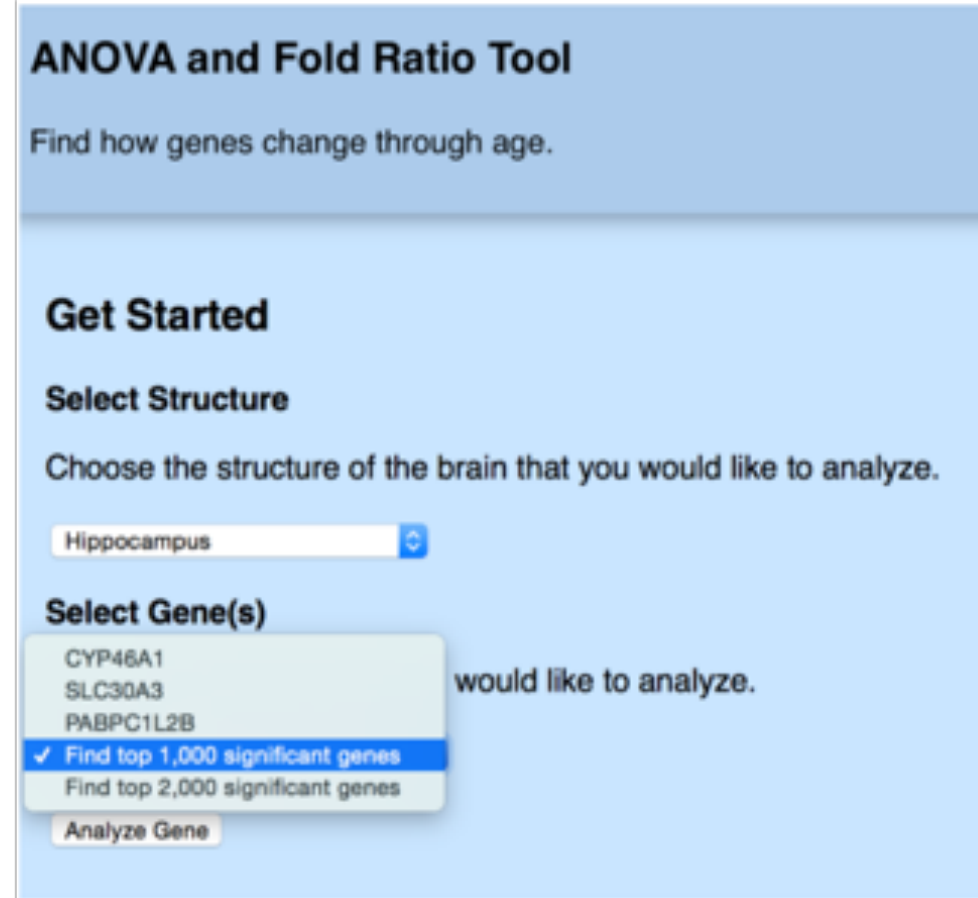 ANOVA and Fold Ratio Tool
Find how genes change through age.
Get Started
Select Structure
Choose the structure of the brain that you would like to analyze.
Hippocampus
Select Gene(s)
CYP46A1
SLC30A3
would like to analyze.
PABPC1L2B
✓ Find top 1,000 significant genes
Find top 2,000 significant genes
Analyze Gene